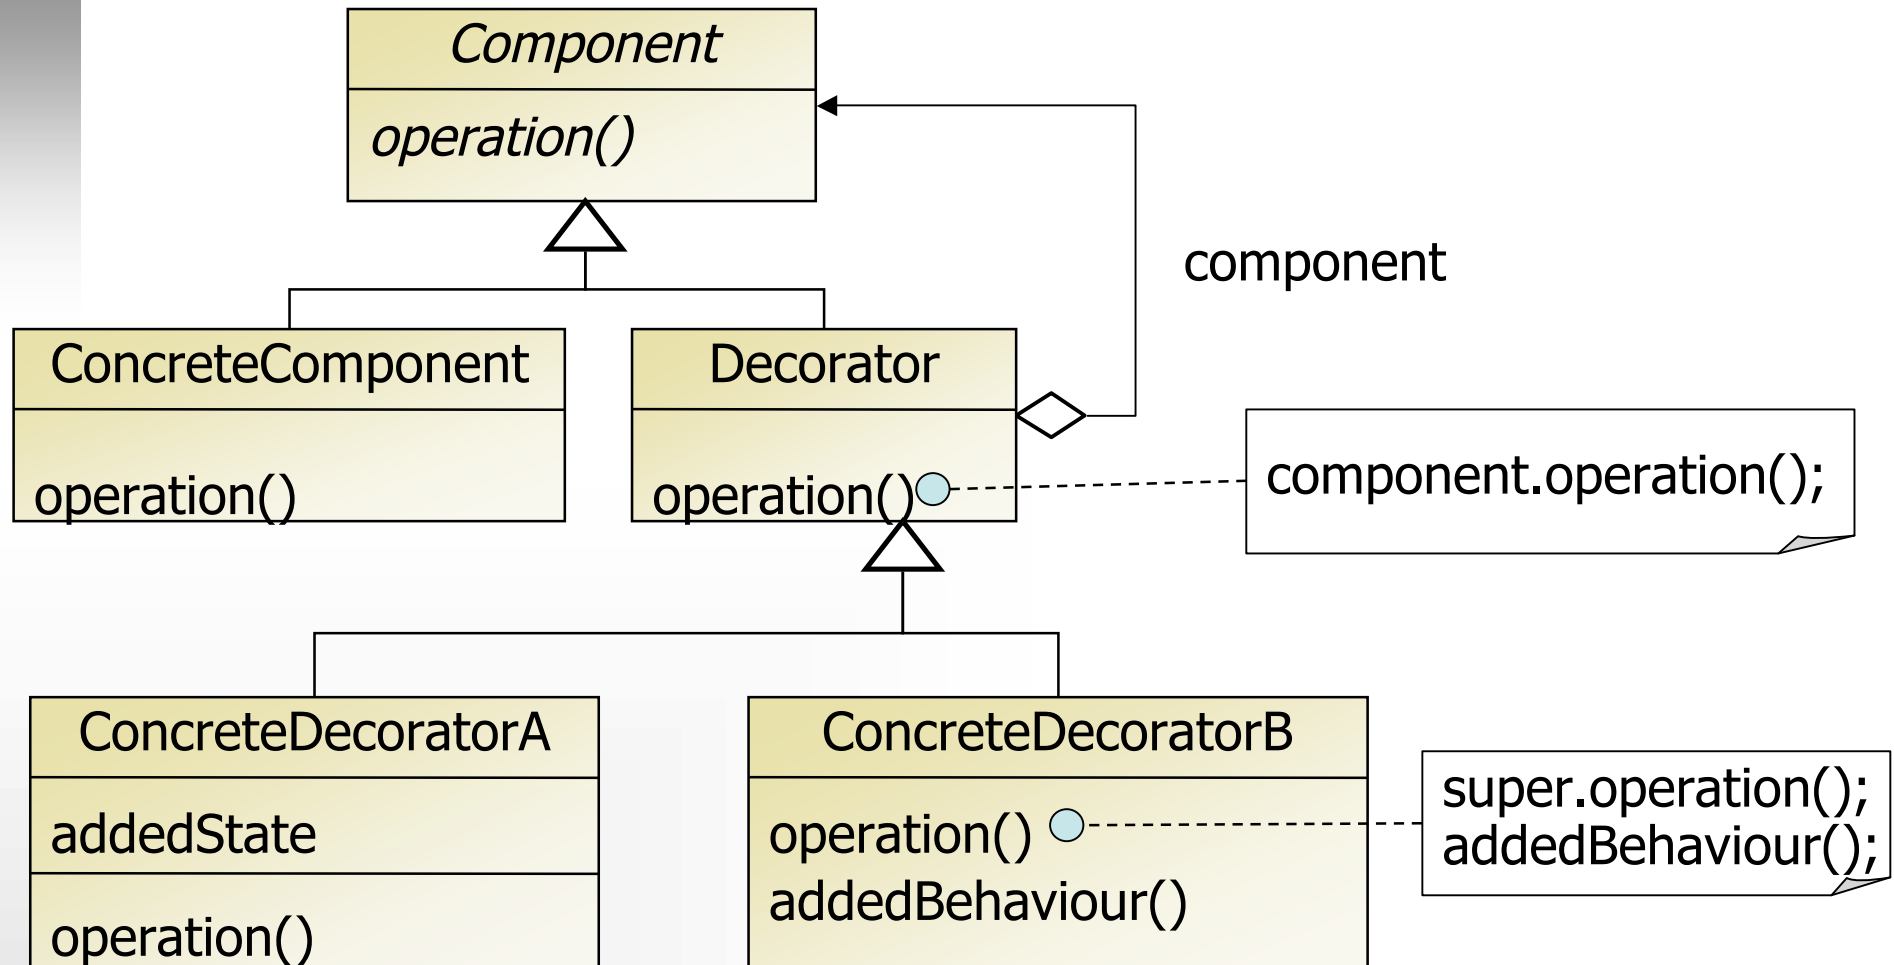 Component
operation()
component
ConcreteComponent
operation()
Decorator
operation()
component.operation();
ConcreteDecoratorA
addedState
operation()
ConcreteDecoratorB
operation()
addedBehaviour()
super.operation();
addedBehaviour();